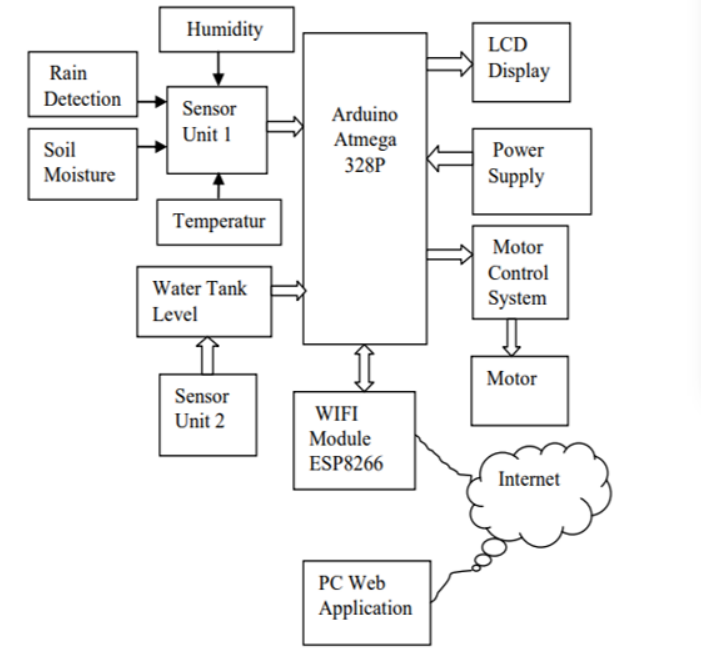 Humidity
Rain
Detection
Sensor
Unit 1
Soil
Moisture
Temperatur
Arduino
Atmega
328P
LCD
Display
Power
Supply
Motor
Control
System
Water Tank
Level
Motor
Sensor
Unit 2
WIFI
Module
ESP8266
Internet
PC Web
Application